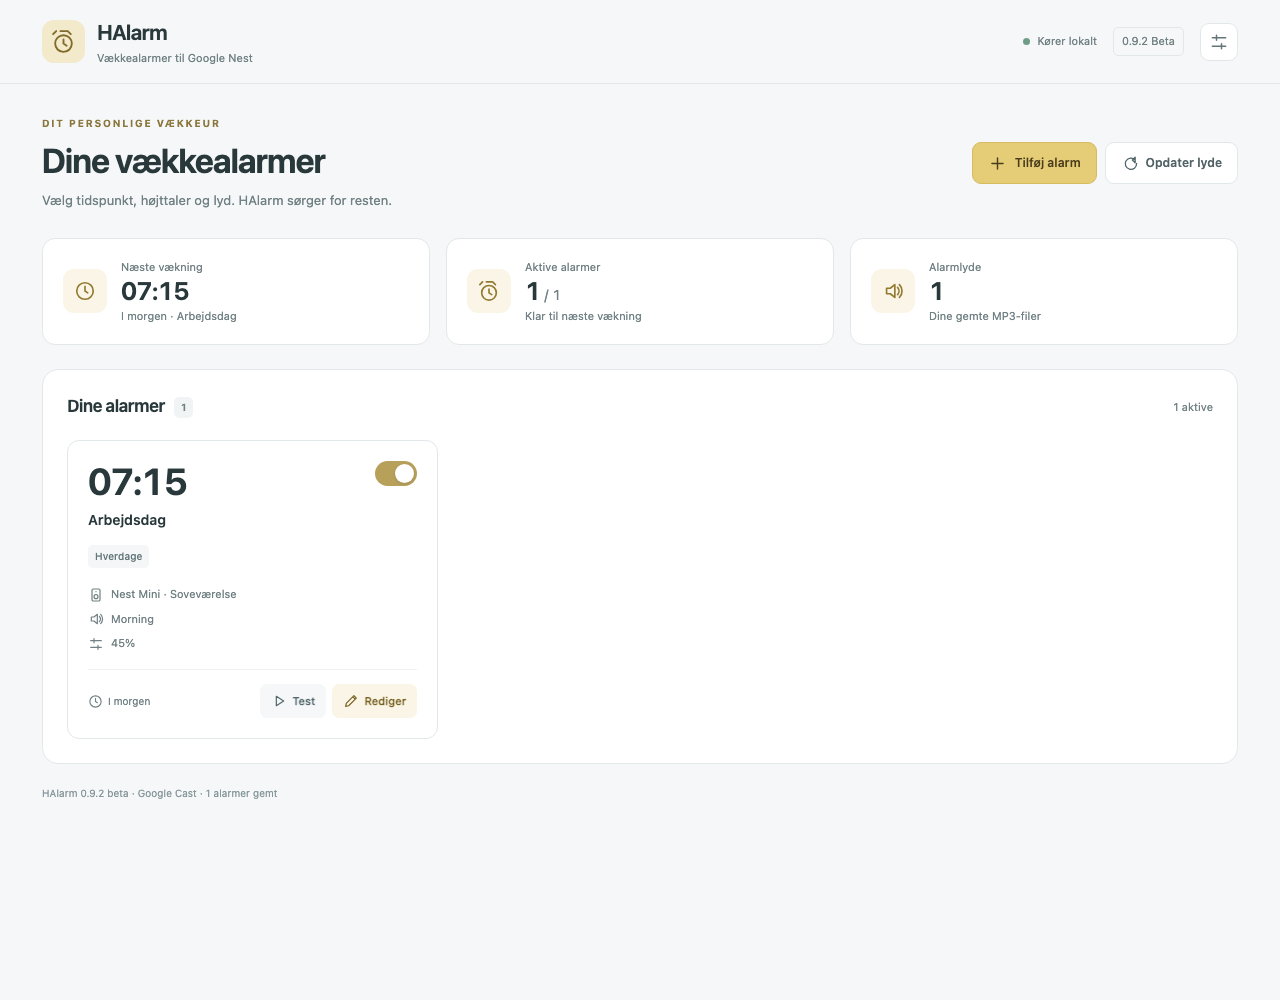 HAlarm
Vækkealarmer til Google Nest
Kører lokalt
0.9.2 Beta
DIT PERSONLIGE VÆKKEUR
Dine vækkealarmer
Vælg tidspunkt, højttaler og lyd. HAlarm sørger for resten.
Tilføj alarm
Opdater lyde
Næste vækning
07:15
I morgen · Arbejdsdag
Aktive alarmer
1 / 1
Klar til næste vækning
Alarmlyde
1
Dine gemte MP3-filer
Dine alarmer 1
1 aktive
07:15
Arbejdsdag
Hverdage
Nest Mini · Soveværelse
Morning
45%
I morgen
Test
Rediger
HAlarm 0.9.2 beta · Google Cast · 1 alarmer gemt